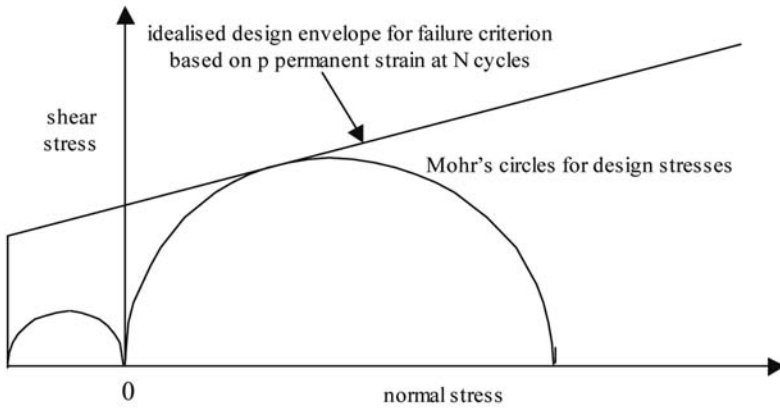 idealised design envelope for failure criterion
based on p permanent strain at N cycles
shear
stress
Mohr's circles for design stresses
0
normal stress